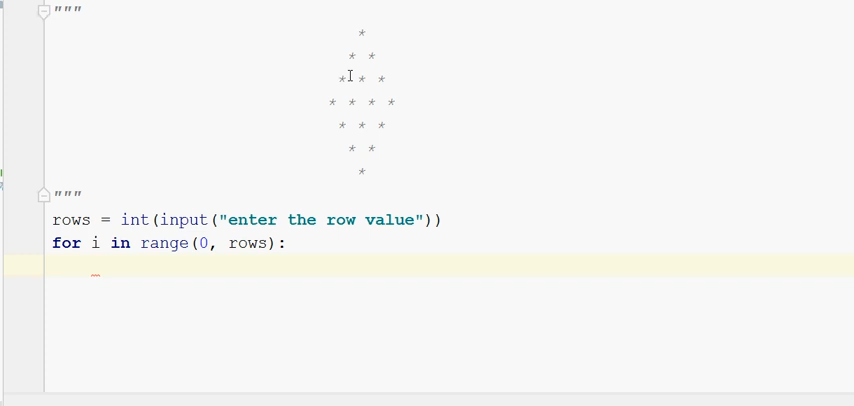 """
*
* *
* * *
* * * *
* * *
* *
*
"""
rows = int(input("enter the row value"))
for i in range(0, rows):